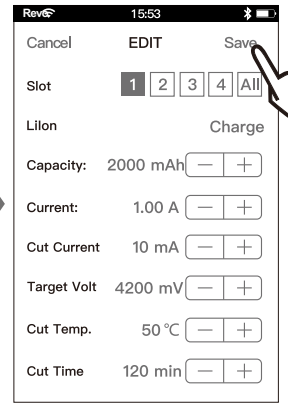 Rev 15:53
Cancel EDIT Save
Slot 1 2 3 4 All
LiIon Charge
Capacity: 2000 mAh − +
Current: 1.00 A − +
Cut Current 10 mA − +
Target Volt 4200 mV − +
Cut Temp. 50 ℃ − +
Cut Time 120 min − +